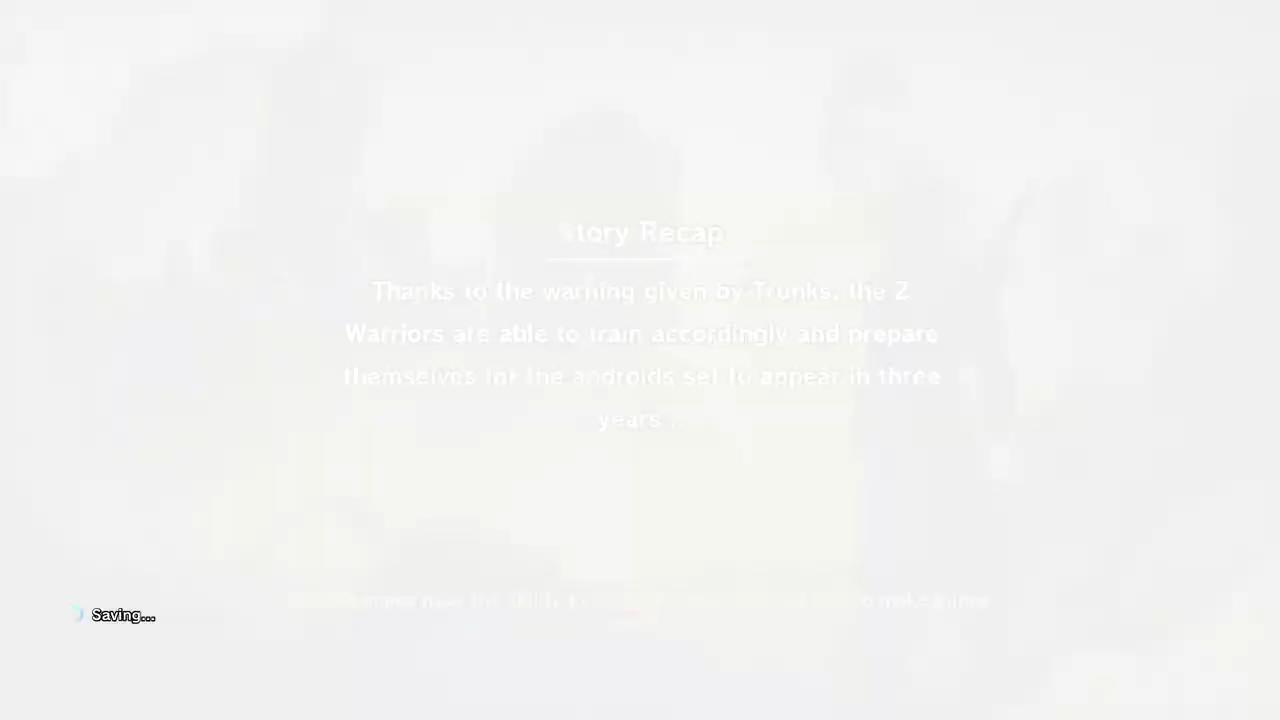 Story Recap
Thanks to the warning given by Trunks, the Z
Warriors are able to train accordingly and prepare
themselves for the androids set to appear in three
years...
Saving...